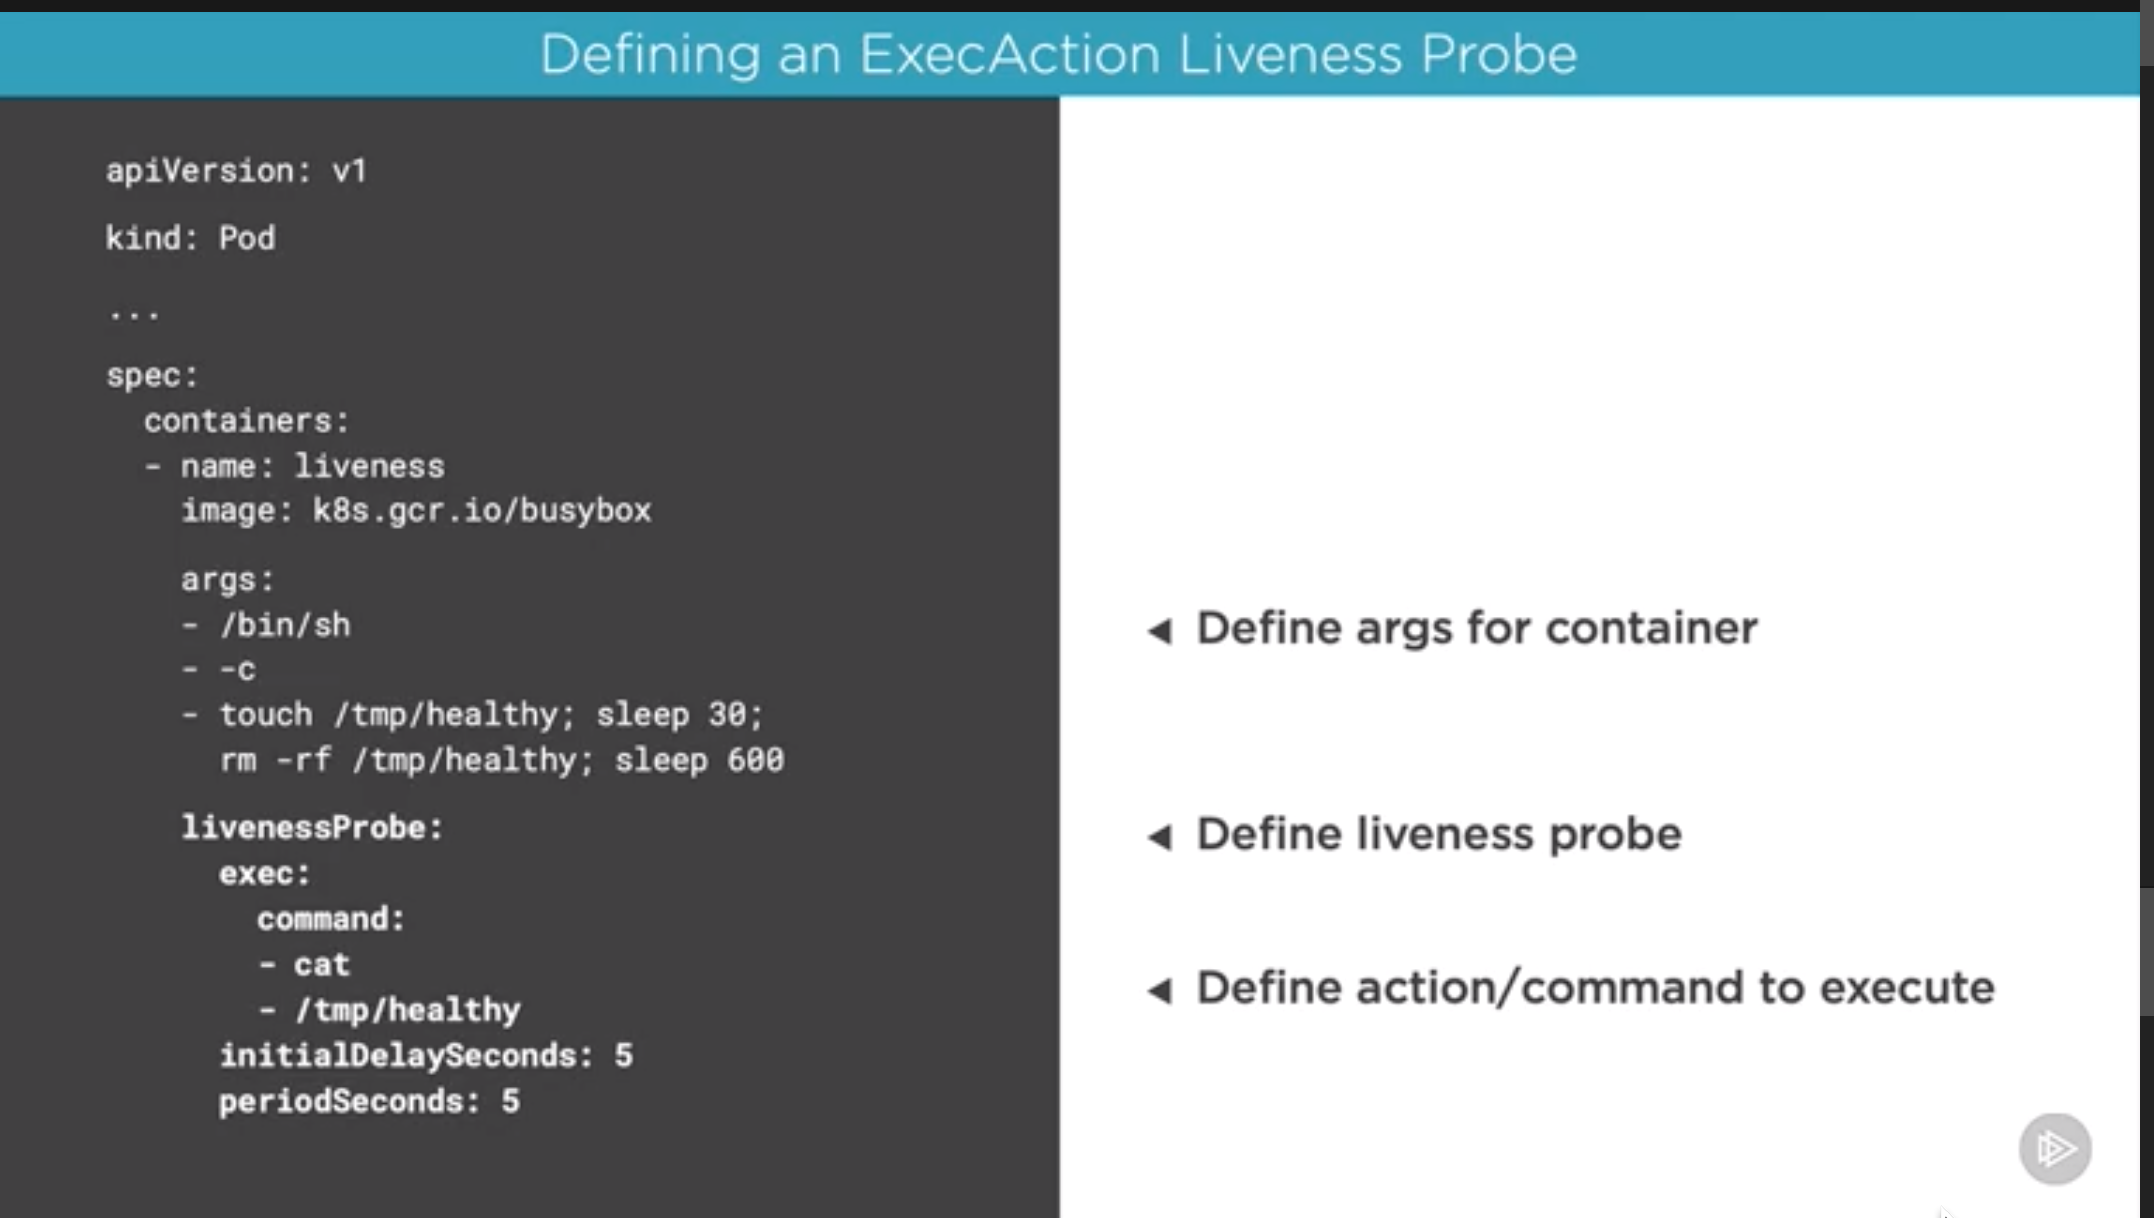 Defining an ExecAction Liveness Probe
apiVersion: v1
kind: Pod
...
spec:
  containers:
  - name: liveness
    image: k8s.gcr.io/busybox
    args:
    - /bin/sh
    - -c
    - touch /tmp/healthy; sleep 30;
      rm -rf /tmp/healthy; sleep 600
    livenessProbe:
      exec:
        command:
        - cat
        - /tmp/healthy
      initialDelaySeconds: 5
      periodSeconds: 5
◀ Define args for container
◀ Define liveness probe
◀ Define action/command to execute